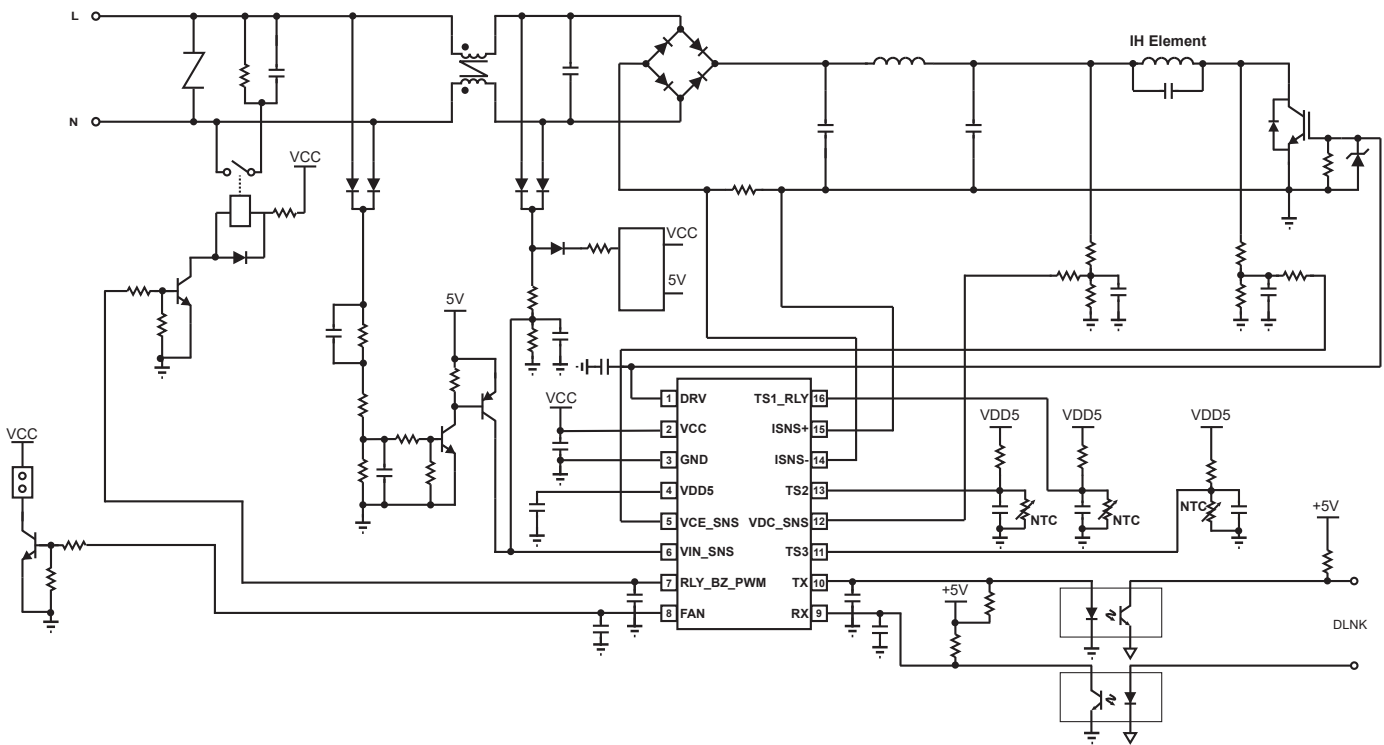 L
IH Element
N
VCC
VCC
5V
5V
VCC
1 DRV
TS1_RLY 16
2 VCC
ISNS+ 15
3 GND
ISNS- 14
4 VDD5
TS2 13
5 VCE_SNS
VDC_SNS 12
6 VIN_SNS
TS3 11
7 RLY_BZ_PWM
TX 10
8 FAN
RX 9
VDD5
VDD5
VDD5
NTC
NTC
NTC
VCC
+5V
+5V
DLNK